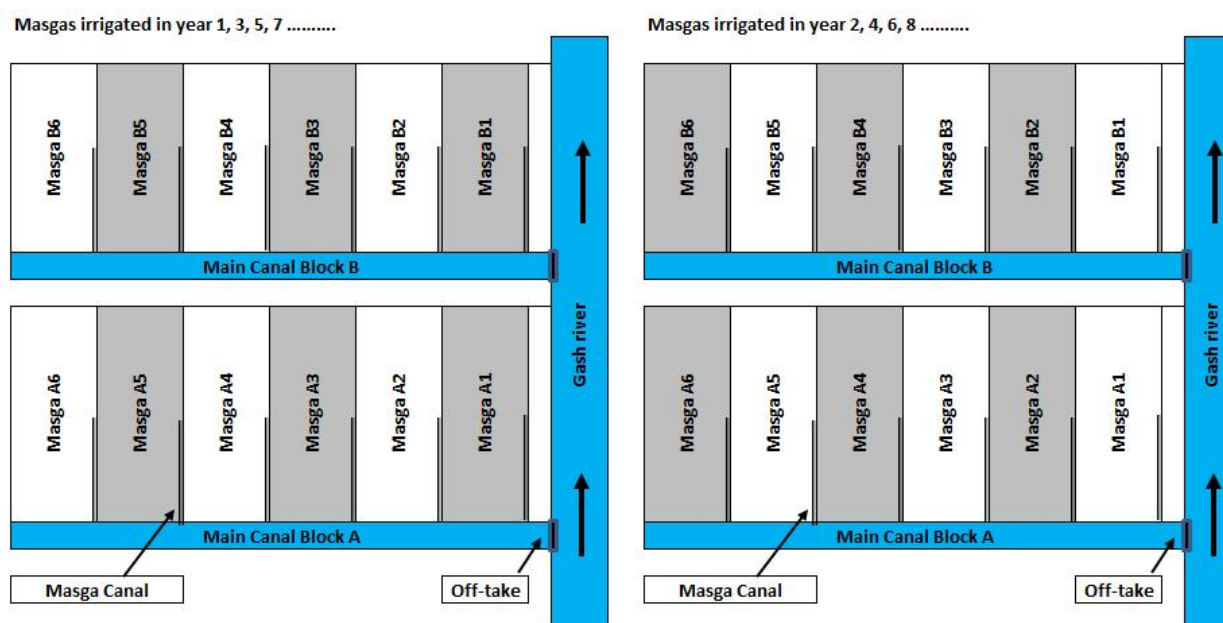 Masgas irrigated in year 1, 3, 5, 7 ..........
Masga B6
Masga B5
Masga B4
Masga B3
Masga B2
Masga B1
Main Canal Block B
Masga A6
Masga A5
Masga A4
Masga A3
Masga A2
Masga A1
Main Canal Block A
Gash river
Masga Canal
Off-take
Masgas irrigated in year 2, 4, 6, 8 ..........
Masga B6
Masga B5
Masga B4
Masga B3
Masga B2
Masga B1
Main Canal Block B
Masga A6
Masga A5
Masga A4
Masga A3
Masga A2
Masga A1
Main Canal Block A
Gash river
Masga Canal
Off-take